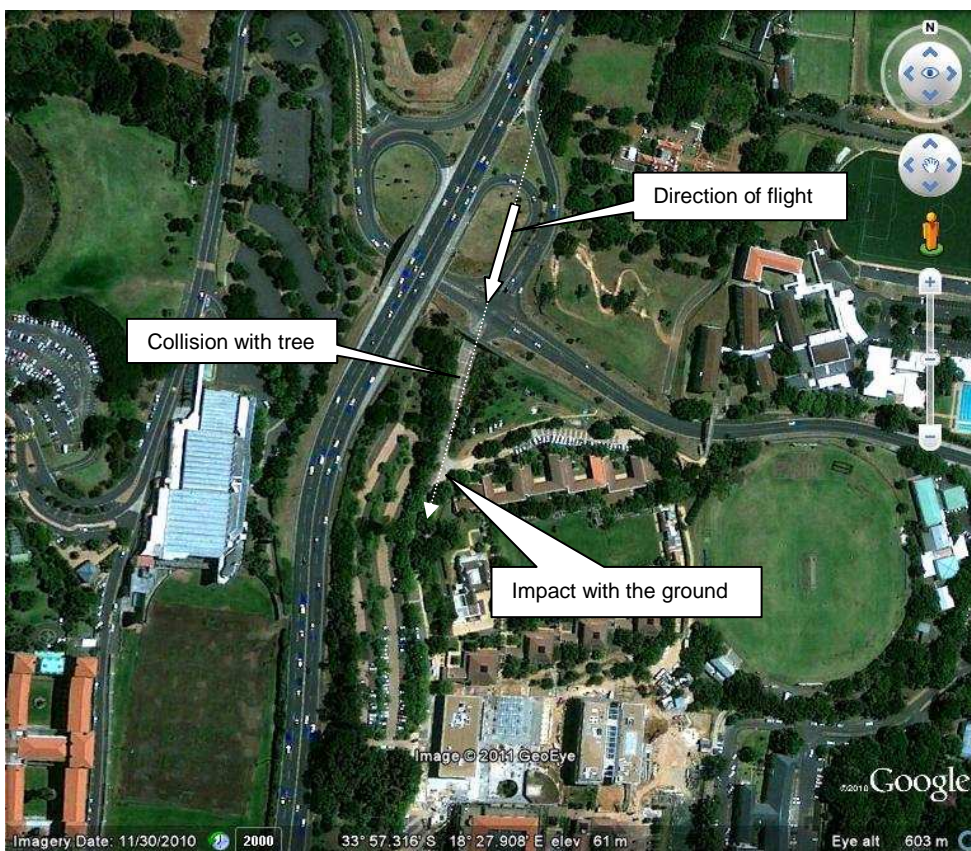 N
Direction of flight
Collision with tree
Impact with the ground
Image © 2011 GeoEye
©2010 Google
Imagery Date: 11/30/2010 2000 33° 57.316' S 18° 27.908' E elev 61 m Eye alt 603 m